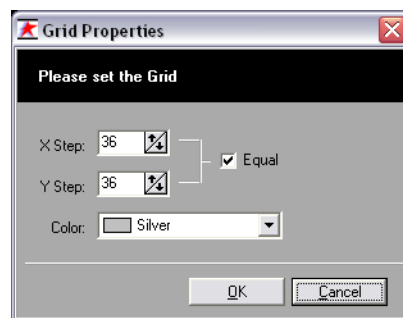 Grid Properties
Please set the Grid
X Step: 36
Equal
Y Step: 36
Color: Silver
OK Cancel